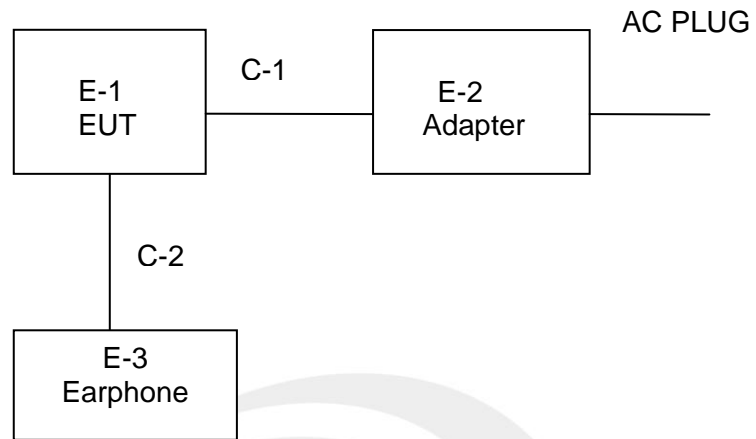 AC PLUG
C-1
E-1
EUT
E-2
Adapter
C-2
E-3
Earphone